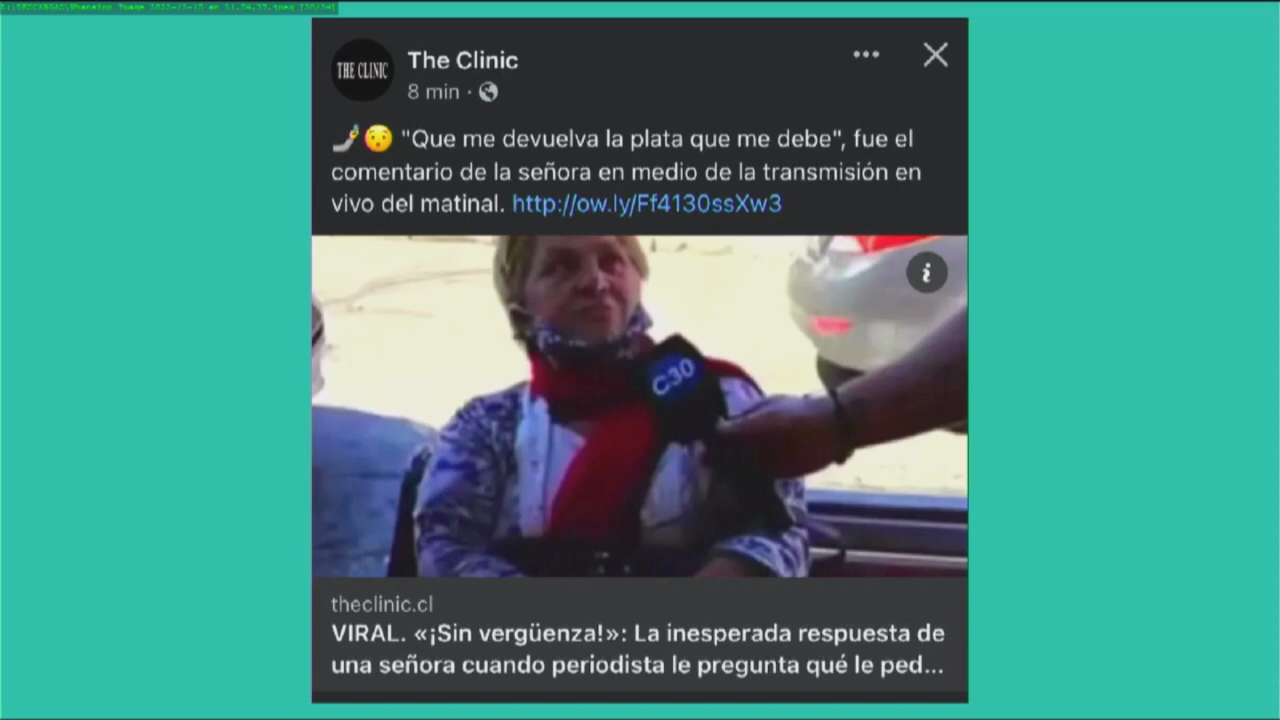 THE CLINIC
The Clinic
8 min ·
"Que me devuelva la plata que me debe", fue el
comentario de la señora en medio de la transmisión en
vivo del matinal. http://ow.ly/Ff4130ssXw3
C30
theclinic.cl
VIRAL. «¡Sin vergüenza!»: La inesperada respuesta de
una señora cuando periodista le pregunta qué le ped...